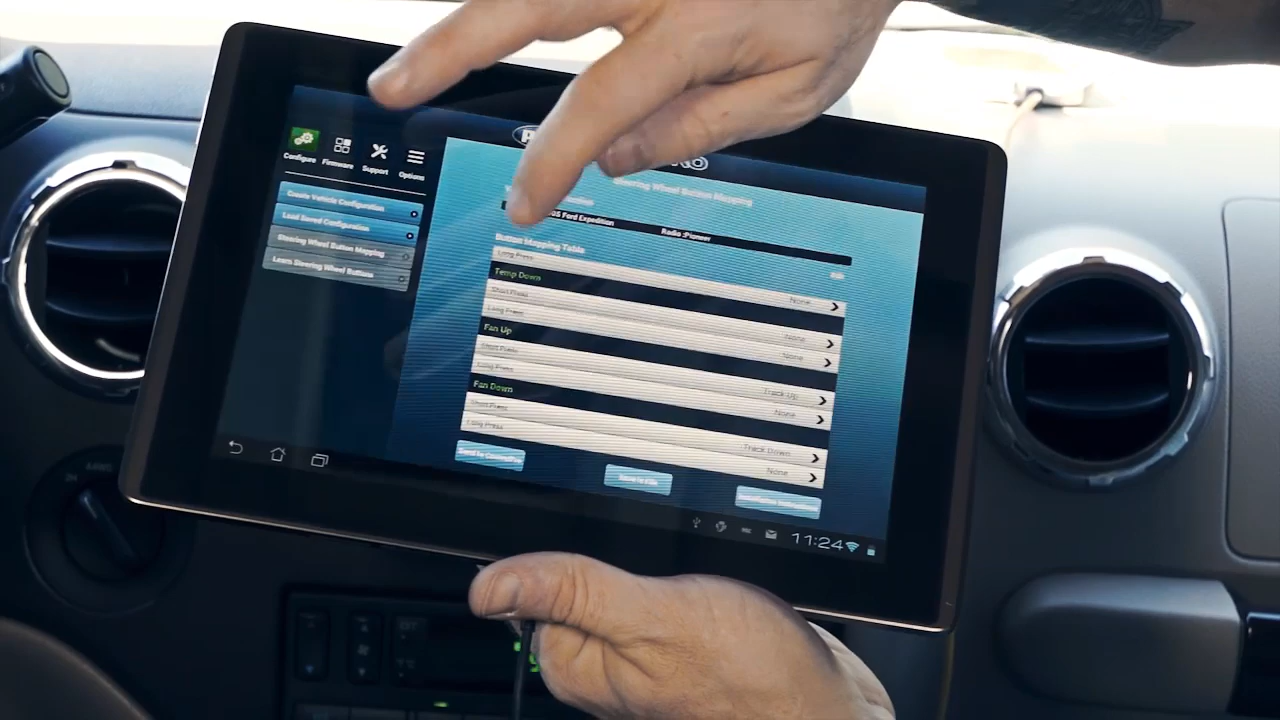 Configure
Firmware
Support
Options
Create Vehicle Configuration
Load Saved Configuration
Steering Wheel Button Mapping
Learn Steering Wheel Buttons
Steering Wheel Button Mapping
Ford Expedition
Radio :Pioneer
Button Mapping Table
Long Press
None
Temp Down
Short Press
None
Long Press
None
Fan Up
Short Press
Track Up
Long Press
None
Fan Down
Short Press
Track Down
Long Press
None
Save to File
11:24